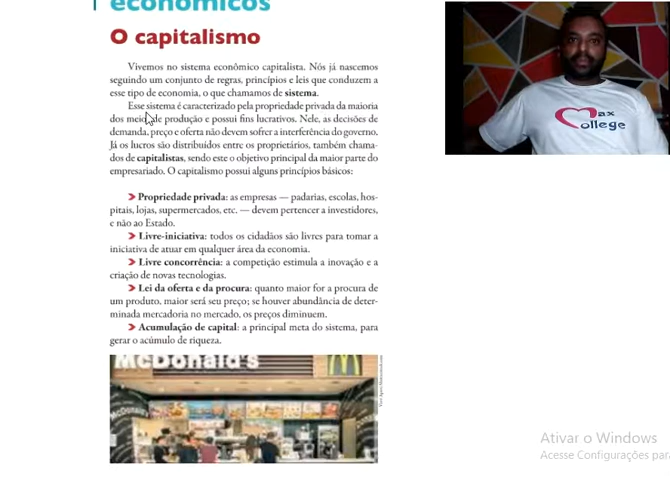 econômicos
O capitalismo
Vivemos no sistema econômico capitalista. Nós já nascemos
seguindo um conjunto de regras, princípios e leis que conduzem a
esse tipo de economia, o que chamamos de sistema.
Esse sistema é caracterizado pela propriedade privada da maioria
dos meios de produção e possui fins lucrativos. Nele, as decisões de
demanda, preço e oferta não devem sofrer a interferência do governo.
Já os lucros são distribuídos entre os proprietários, também chama-
dos de capitalistas, sendo este o objetivo principal da maior parte do
empresariado. O capitalismo possui alguns princípios básicos:
Propriedade privada: as empresas — padarias, escolas, hos-
pitais, lojas, supermercados, etc. — devem pertencer a investidores,
e não ao Estado.
Livre-iniciativa: todos os cidadãos são livres para tomar a
iniciativa de atuar em qualquer área da economia.
Livre concorrência: a competição estimula a inovação e a
criação de novas tecnologias.
Lei da oferta e da procura: quanto maior for a procura de
um produto, maior será seu preço; se houver abundância de deter-
minada mercadoria no mercado, os preços diminuem.
Acumulação de capital: a principal meta do sistema, para
gerar o acúmulo de riqueza.
McDonald's
Max
College
Ativar o Windows
Acesse Configurações par